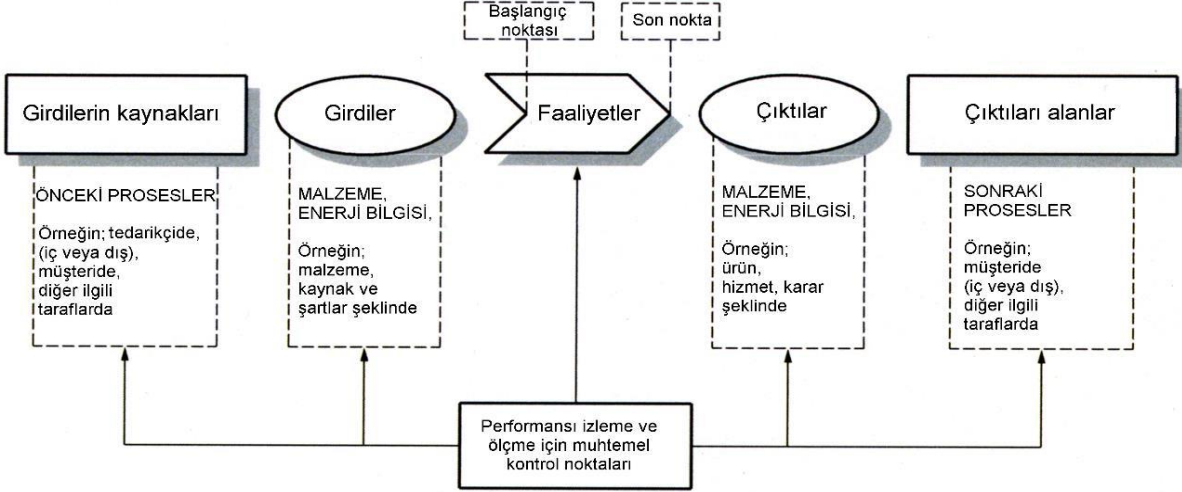 Başlangıç
noktası
Son nokta
Girdilerin kaynakları
Girdiler
Faaliyetler
Çıktılar
Çıktıları alanlar
ÖNCEKİ PROSESLER
Örneğin; tedarikçide,
(iç veya dış),
müşteride,
diğer ilgili
taraflarda
MALZEME,
ENERJİ BİLGİSİ,
Örneğin;
malzeme,
kaynak ve
şartlar şeklinde
MALZEME,
ENERJİ BİLGİSİ,
Örneğin;
ürün,
hizmet, karar
şeklinde
SONRAKİ
PROSESLER
Örneğin;
müşteride
(iç veya dış),
diğer ilgili
taraflarda
Performansı izleme ve
ölçme için muhtemel
kontrol noktaları